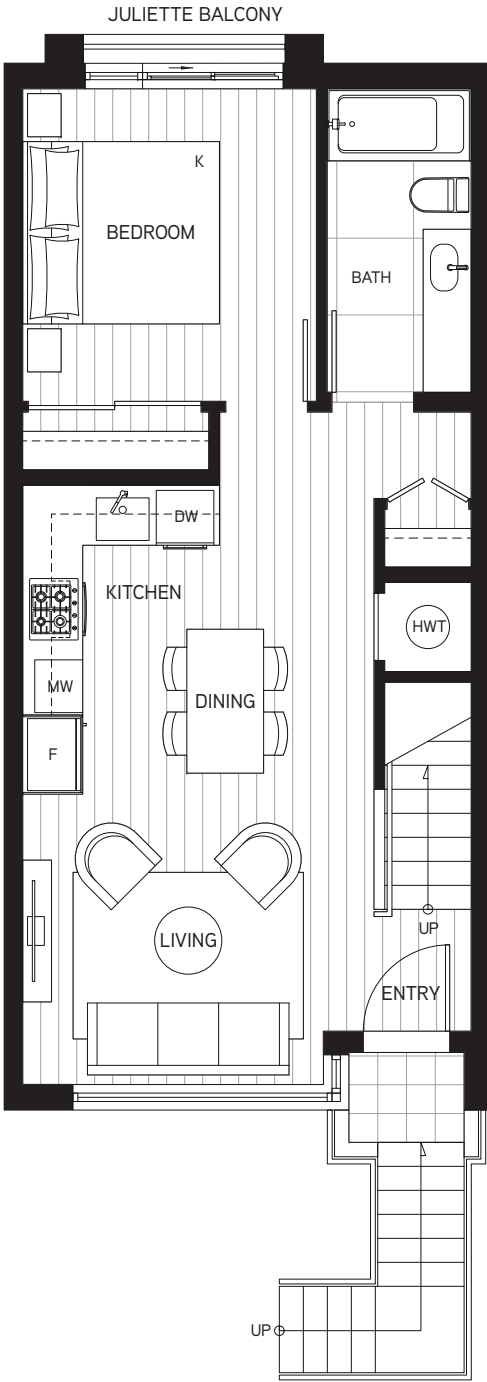 JULIETTE BALCONY
K
BEDROOM
BATH
DW
KITCHEN
HWT
MW
DINING
F
LIVING
UP
ENTRY
UP